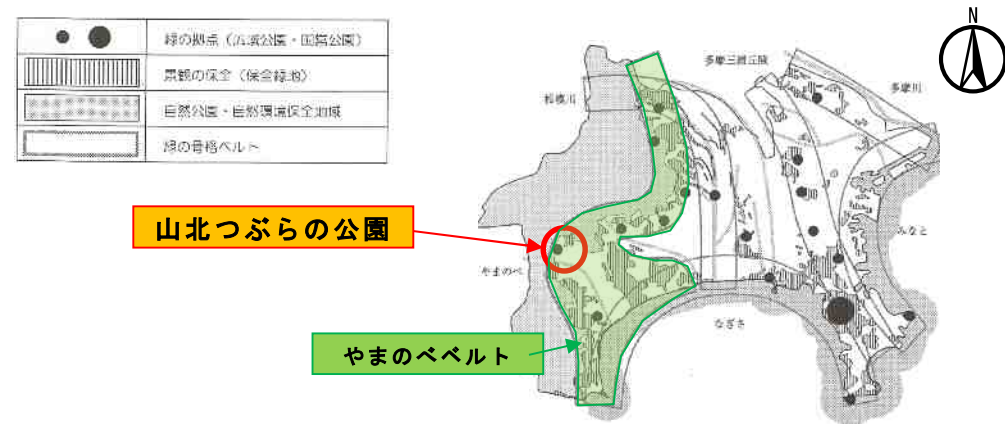 緑の拠点（広域公園・国営公園）
景観の保全（保全緑地）
自然公園・自然環境保全地域
緑の骨格ベルト
N
多摩三浦丘陵
多摩川
相模川
山北つぶらの公園
みなと
やまのべ
なぎさ
やまのべベルト